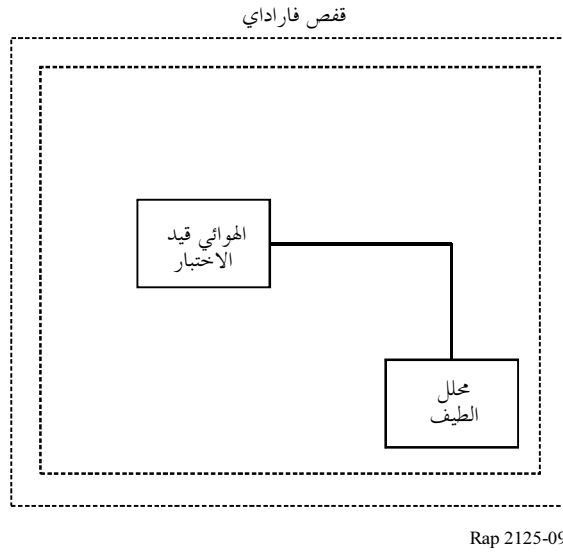 قفص فاراداي
الهوائي قيد
الاختبار
محلل
الطيف
Rap 2125-09